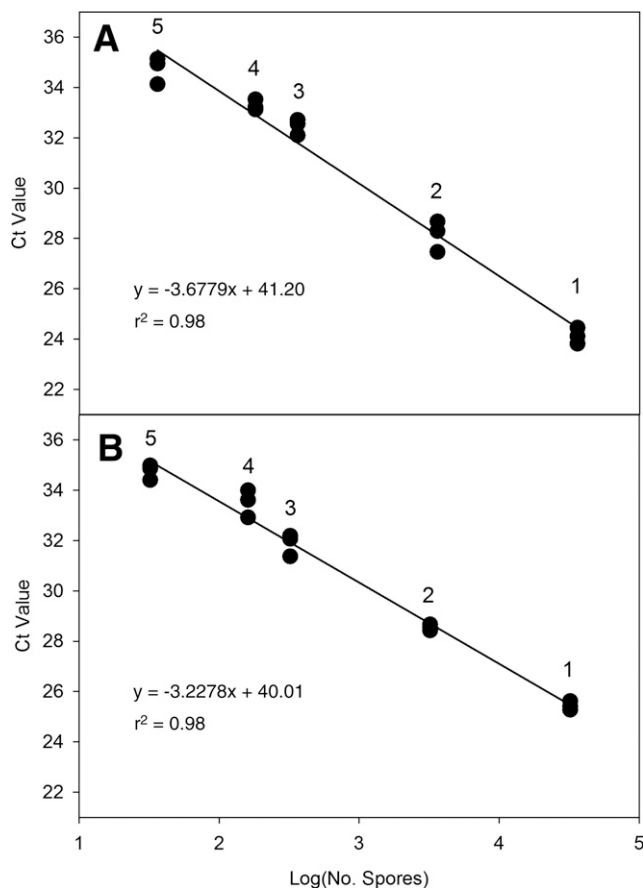 A
36
34
32
30
28
26
24
22
Ct Value
5
4
3
2
1
y = -3.6779x + 41.20
r² = 0.98
B
36
34
32
30
28
26
24
22
Ct Value
5
4
3
2
1
y = -3.2278x + 40.01
r² = 0.98
1 2 3 4 5
Log(No. Spores)